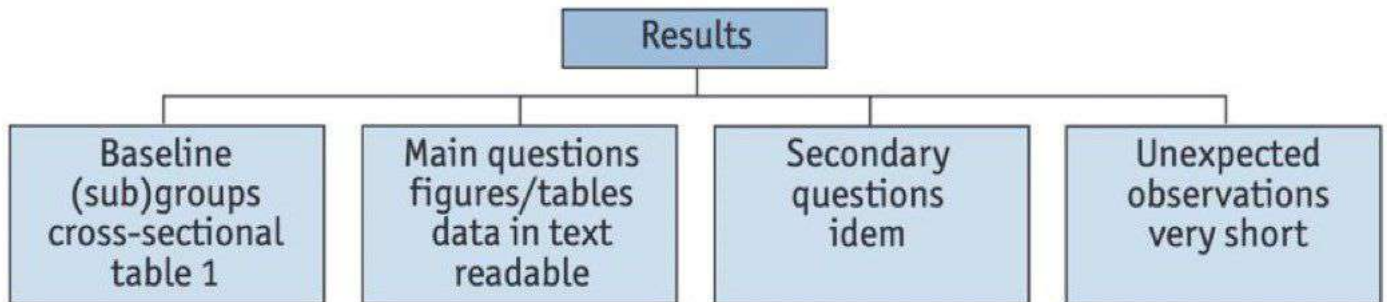 Results
Baseline
(sub)groups
cross-sectional
table 1
Main questions
figures/tables
data in text
readable
Secondary
questions
idem
Unexpected
observations
very short